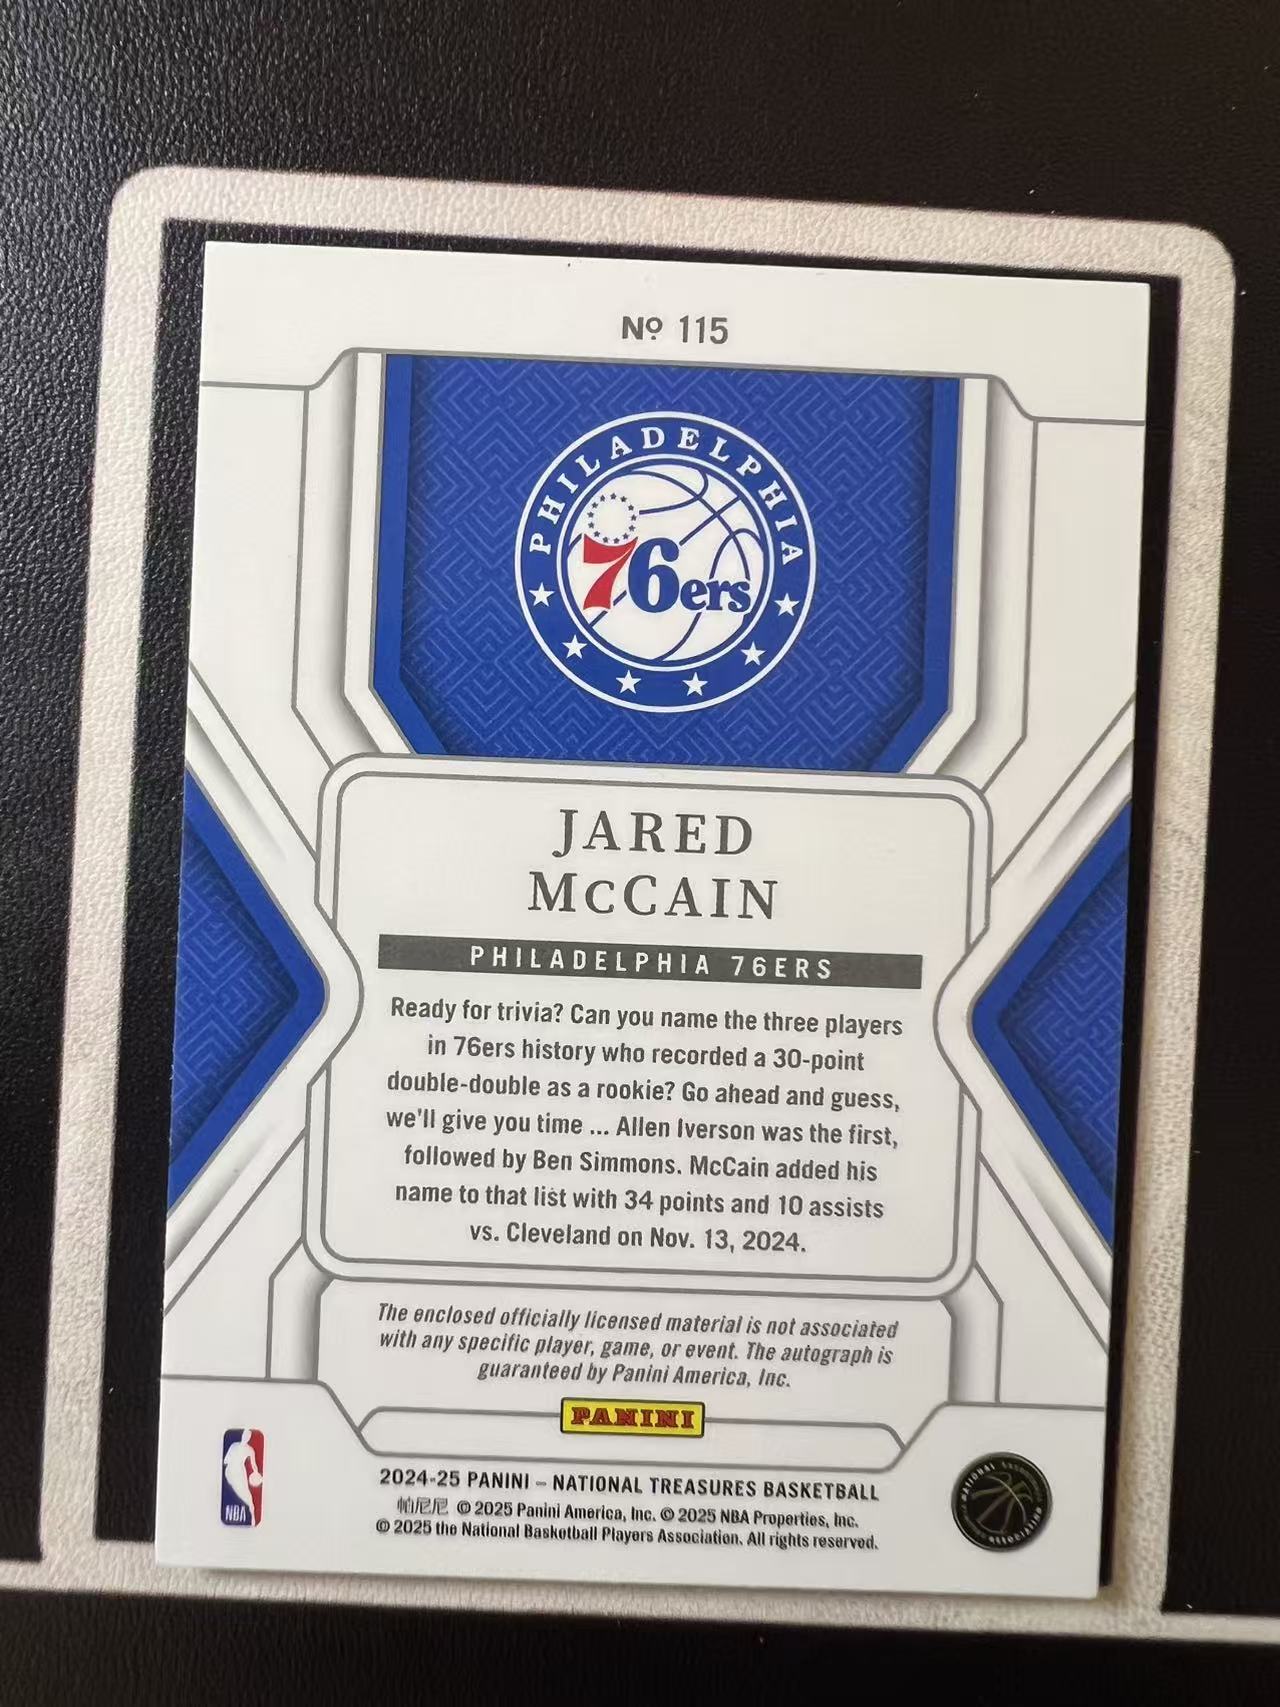 Nº 115
PHILADELPHIA
76ers
JARED
McCAIN
PHILADELPHIA 76ERS
Ready for trivia? Can you name the three players
in 76ers history who recorded a 30-point
double-double as a rookie? Go ahead and guess,
we'll give you time ... Allen Iverson was the first,
followed by Ben Simmons. McCain added his
name to that list with 34 points and 10 assists
vs. Cleveland on Nov. 13, 2024.
The enclosed officially licensed material is not associated
with any specific player, game, or event. The autograph is
guaranteed by Panini America, Inc.
PANINI
NBA
2024-25 PANINI – NATIONAL TREASURES BASKETBALL
帕尼尼 © 2025 Panini America, Inc. © 2025 NBA Properties, Inc.
© 2025 the National Basketball Players Association. All rights reserved.